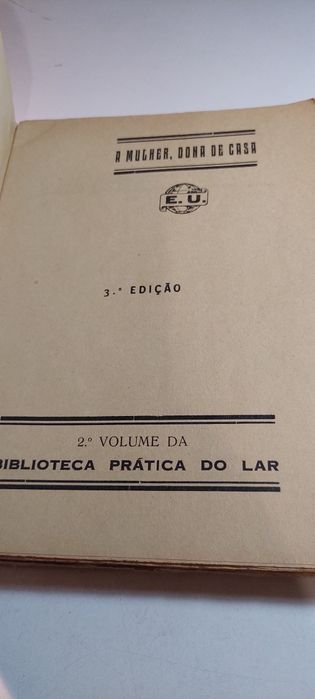 A MULHER, DONA DE CASA
E. U.
3.ª EDIÇÃO
2.º VOLUME DA
BIBLIOTECA PRÁTICA DO LAR